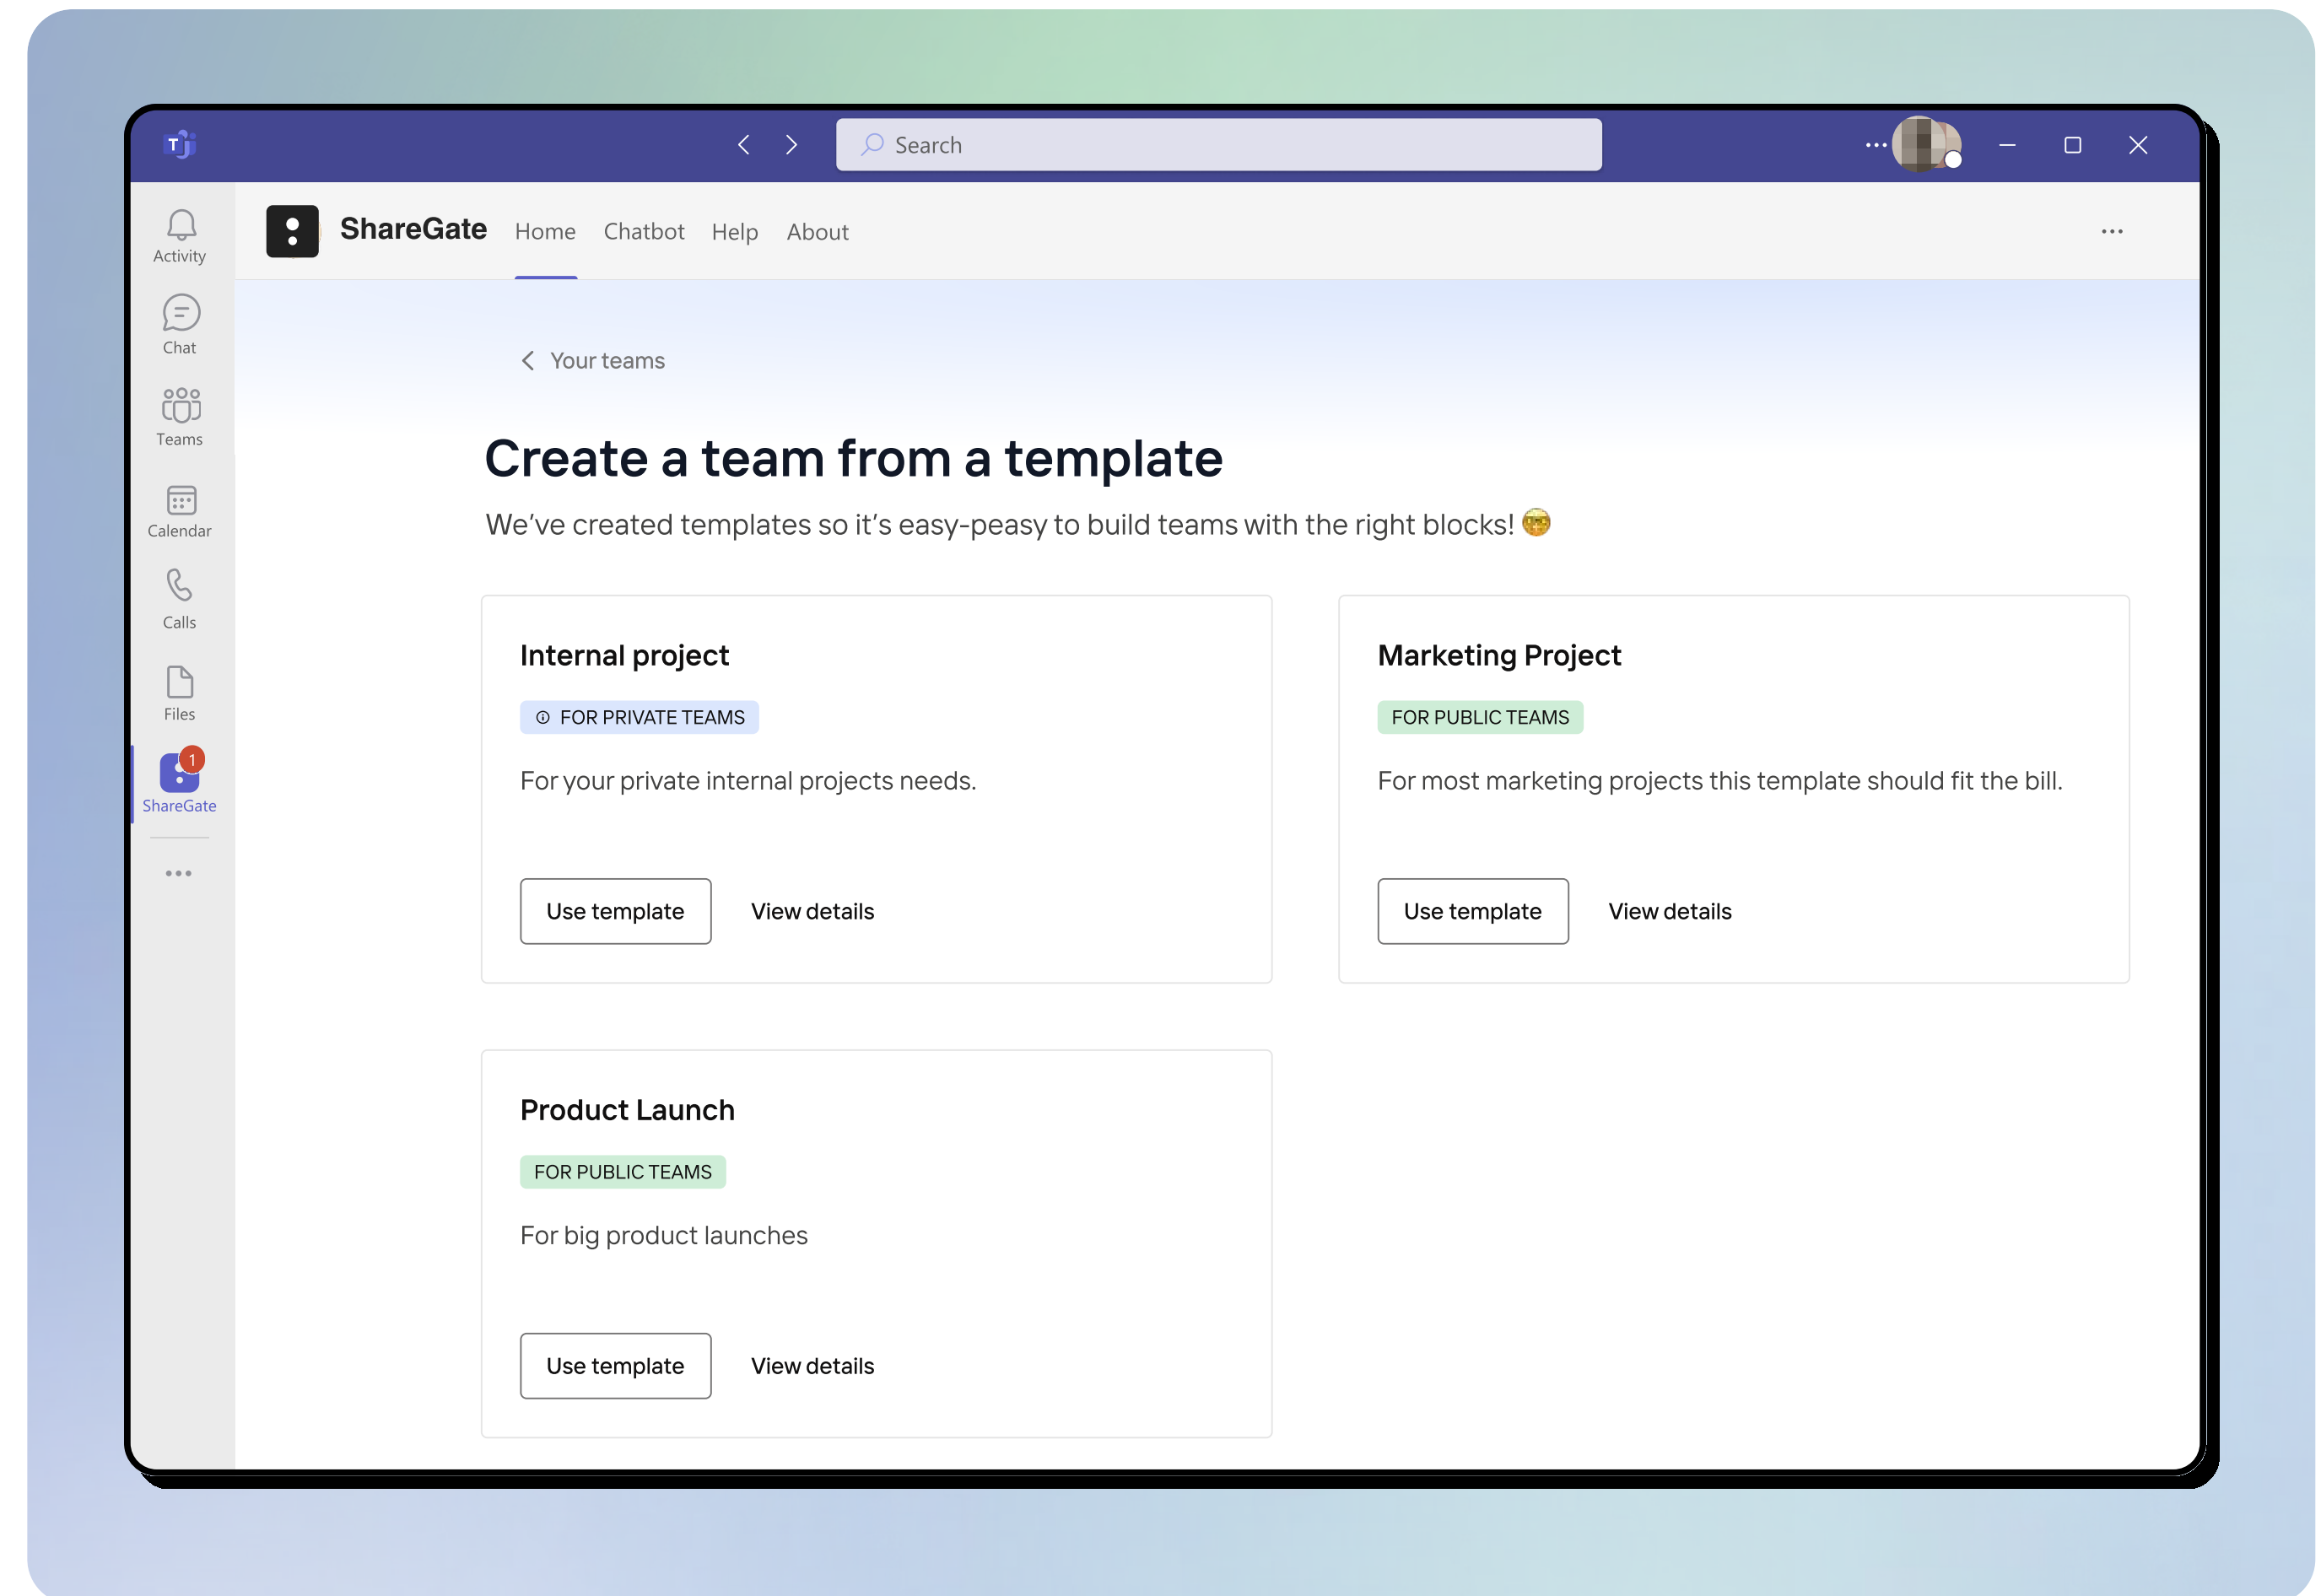 Search
ShareGate
Home
Chatbot
Help
About
Activity
Chat
Teams
Calendar
Calls
Files
1
ShareGate
Your teams
Create a team from a template
We’ve created templates so it’s easy-peasy to build teams with the right blocks!
Internal project
FOR PRIVATE TEAMS
For your private internal projects needs.
Use template
View details
Marketing Project
FOR PUBLIC TEAMS
For most marketing projects this template should fit the bill.
Use template
View details
Product Launch
FOR PUBLIC TEAMS
For big product launches
Use template
View details